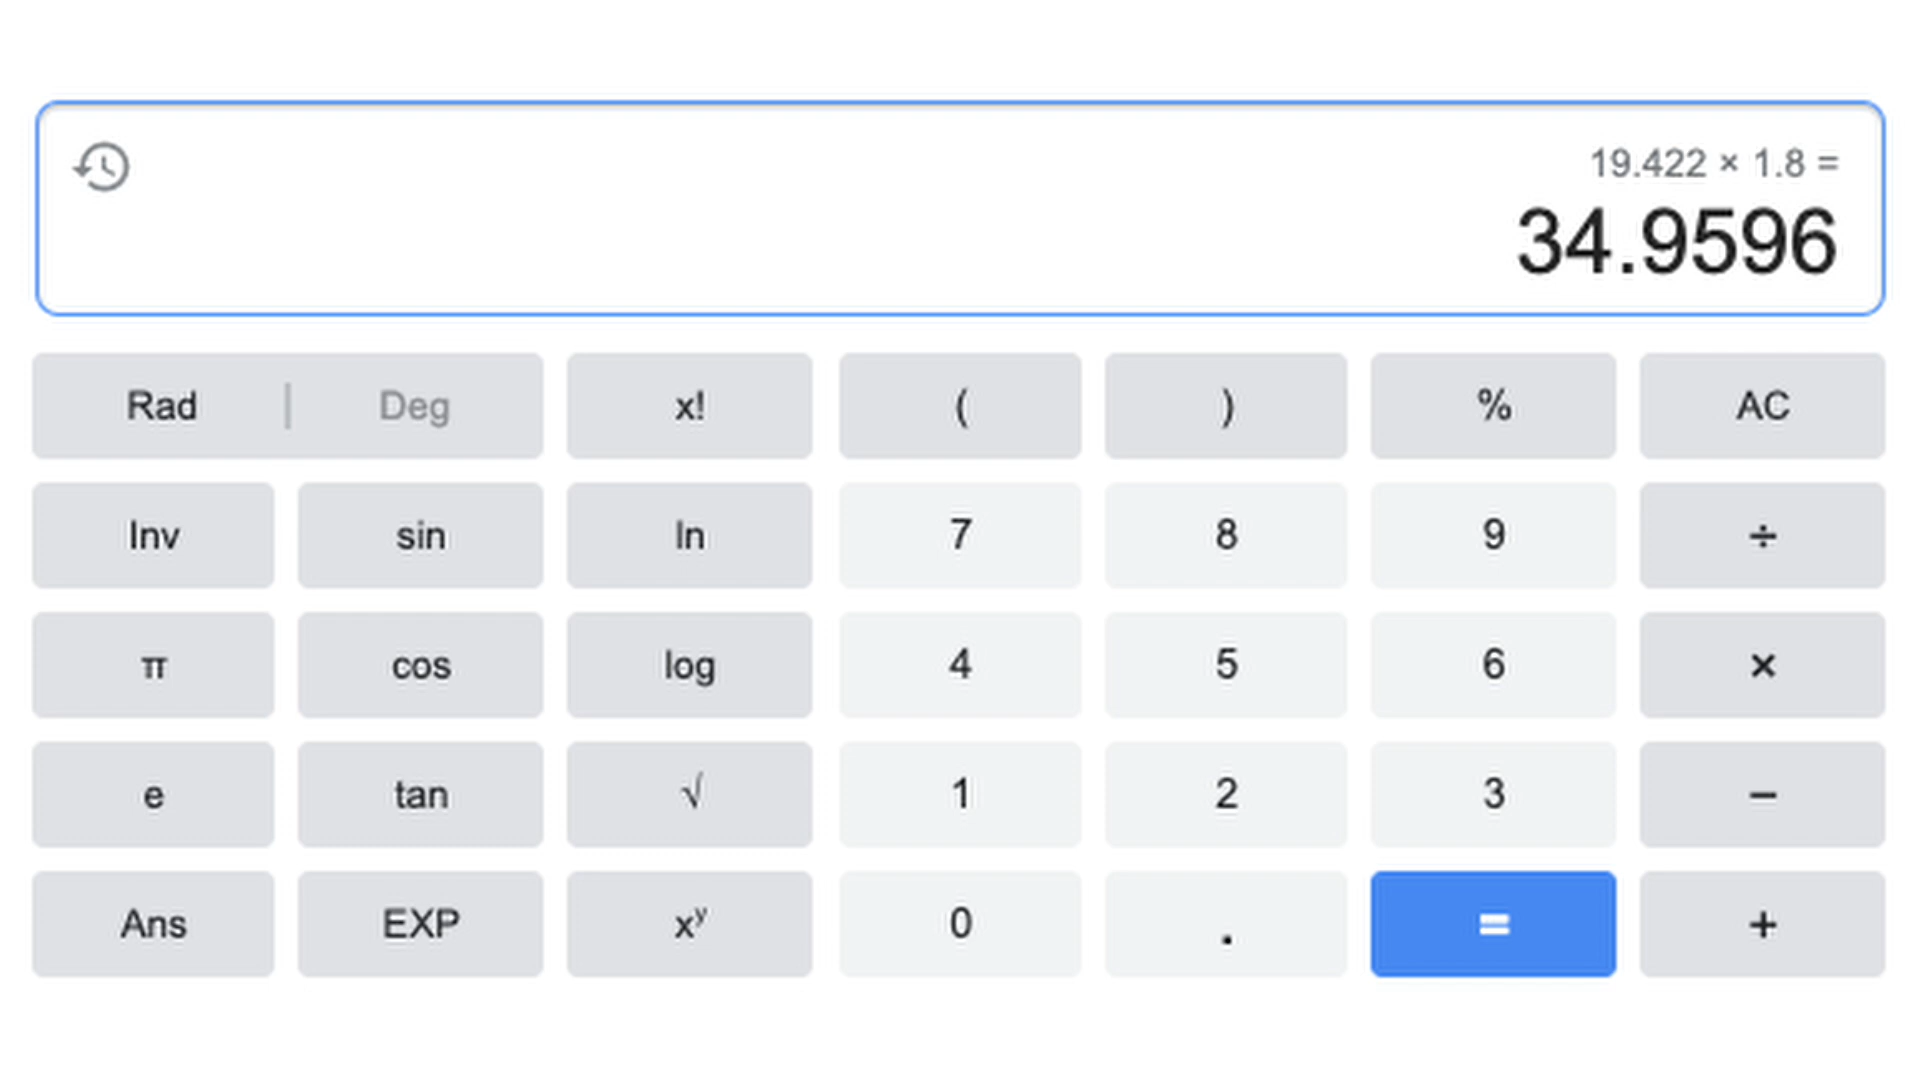 19.422 × 1.8 =
34.9596
Rad | Deg x! ( ) % AC
Inv sin ln 7 8 9 ÷
π cos log 4 5 6 ×
e tan √ 1 2 3 −
Ans EXP xʸ 0 . = +